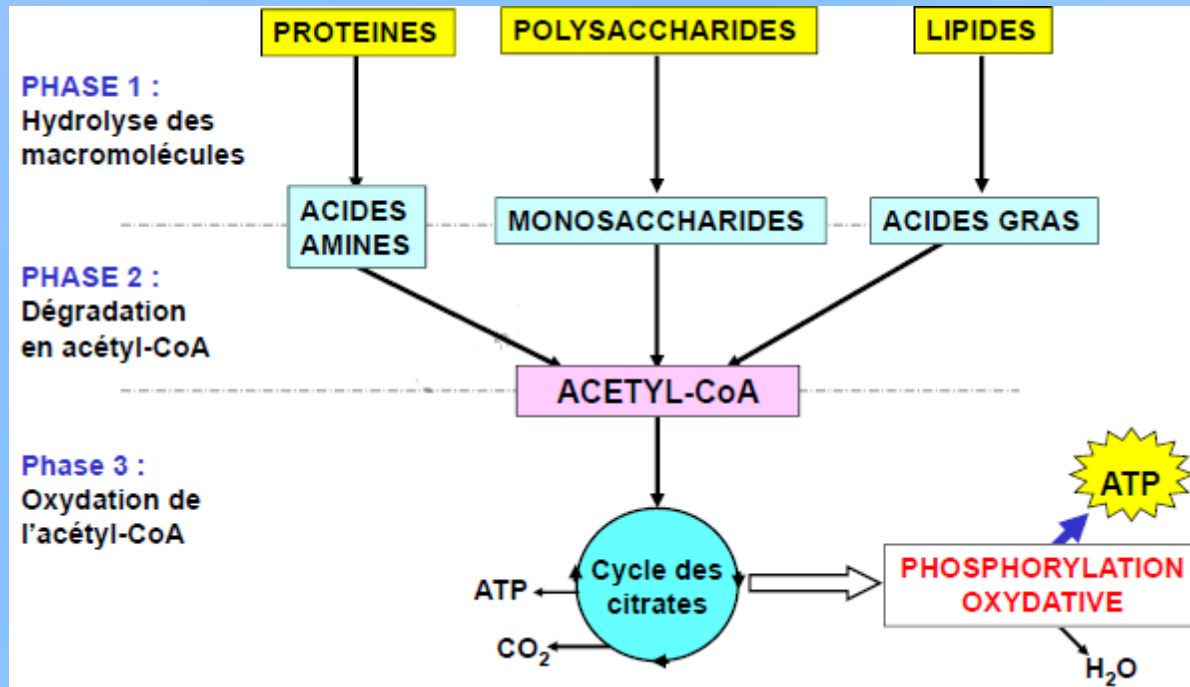 PROTEINES
POLYSACCHARIDES
LIPIDES
PHASE 1 :
Hydrolyse des
macromolécules
ACIDES
AMINES
MONOSACCHARIDES
ACIDES GRAS
PHASE 2 :
Dégradation
en acétyl-CoA
ACETYL-CoA
Phase 3 :
Oxydation de
l'acétyl-CoA
ATP
Cycle des
citrates
PHOSPHORYLATION
OXYDATIVE
ATP
CO₂
H₂O